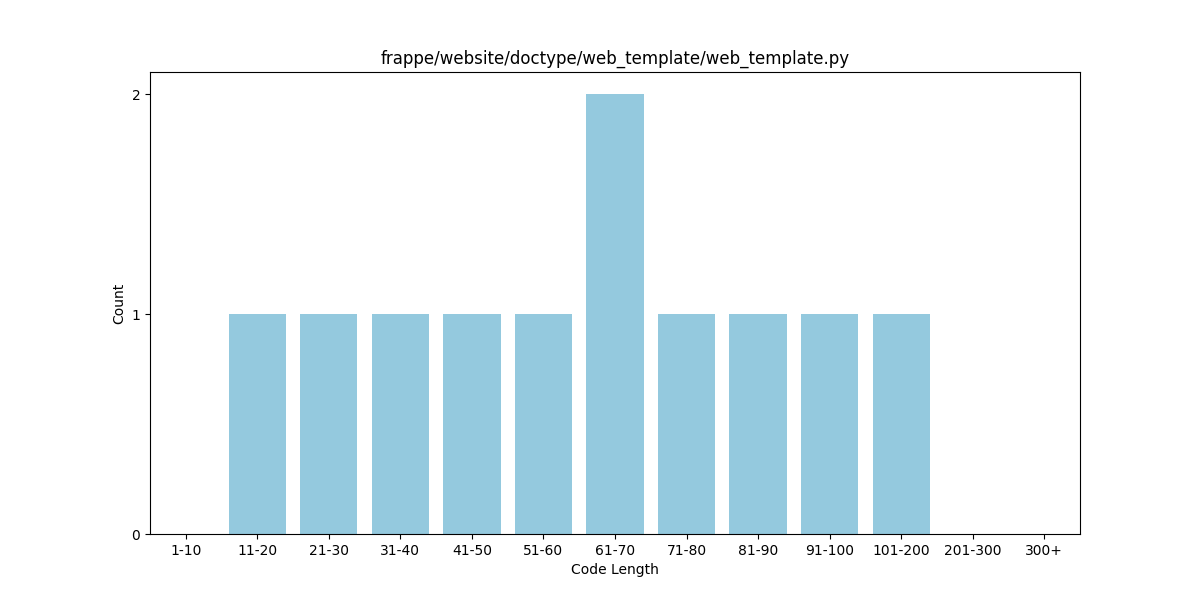 frappe/website/doctype/web_template/web_template.py
2
1
0
Count
1-10 11-20 21-30 31-40 41-50 51-60 61-70 71-80 81-90 91-100 101-200 201-300 300+
Code Length